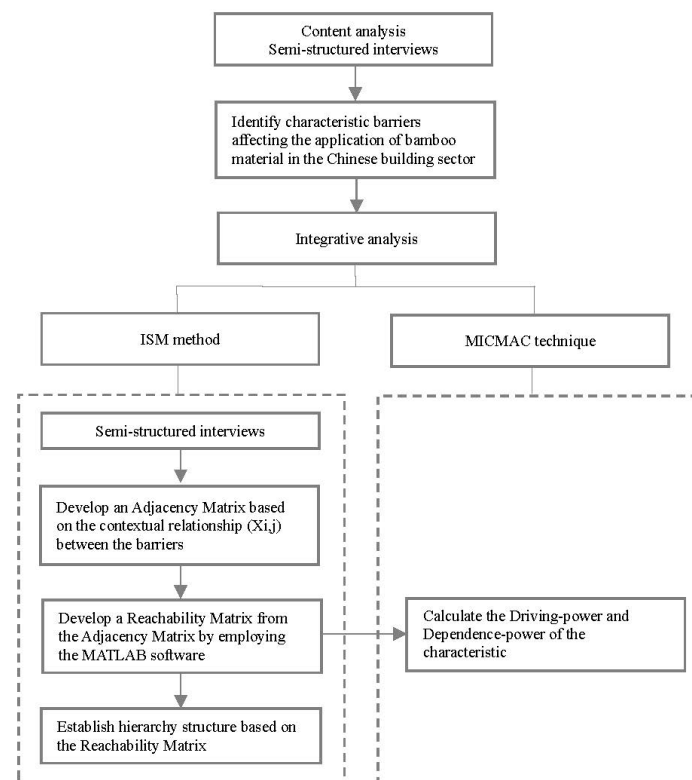 Content analysis
Semi-structured interviews
Identify characteristic barriers
affecting the application of bamboo
material in the Chinese building sector
Integrative analysis
ISM method
MICMAC technique
Semi-structured interviews
Develop an Adjacency Matrix based
on the contextual relationship (Xi,j)
between the barriers
Develop a Reachability Matrix from
the Adjacency Matrix by employing
the MATLAB software
Calculate the Driving-power and
Dependence-power of the
characteristic
Establish hierarchy structure based on
the Reachability Matrix